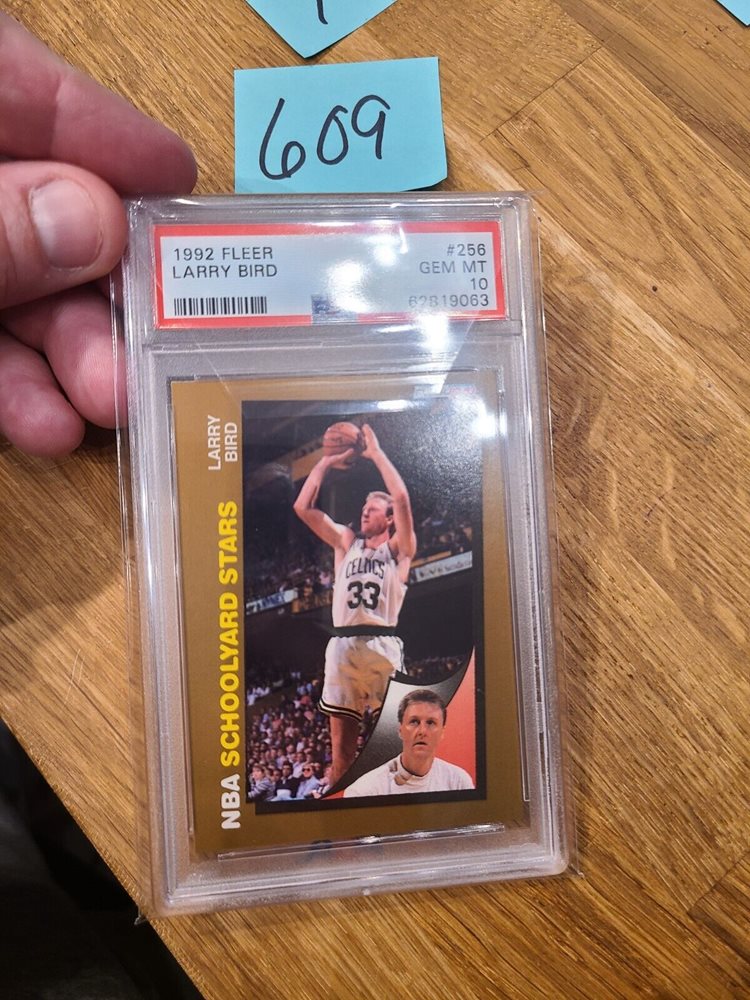 609
1992 FLEER #256
LARRY BIRD GEM MT
10
62819063
LARRY
BIRD
NBA SCHOOLYARD STARS
CELTICS
33